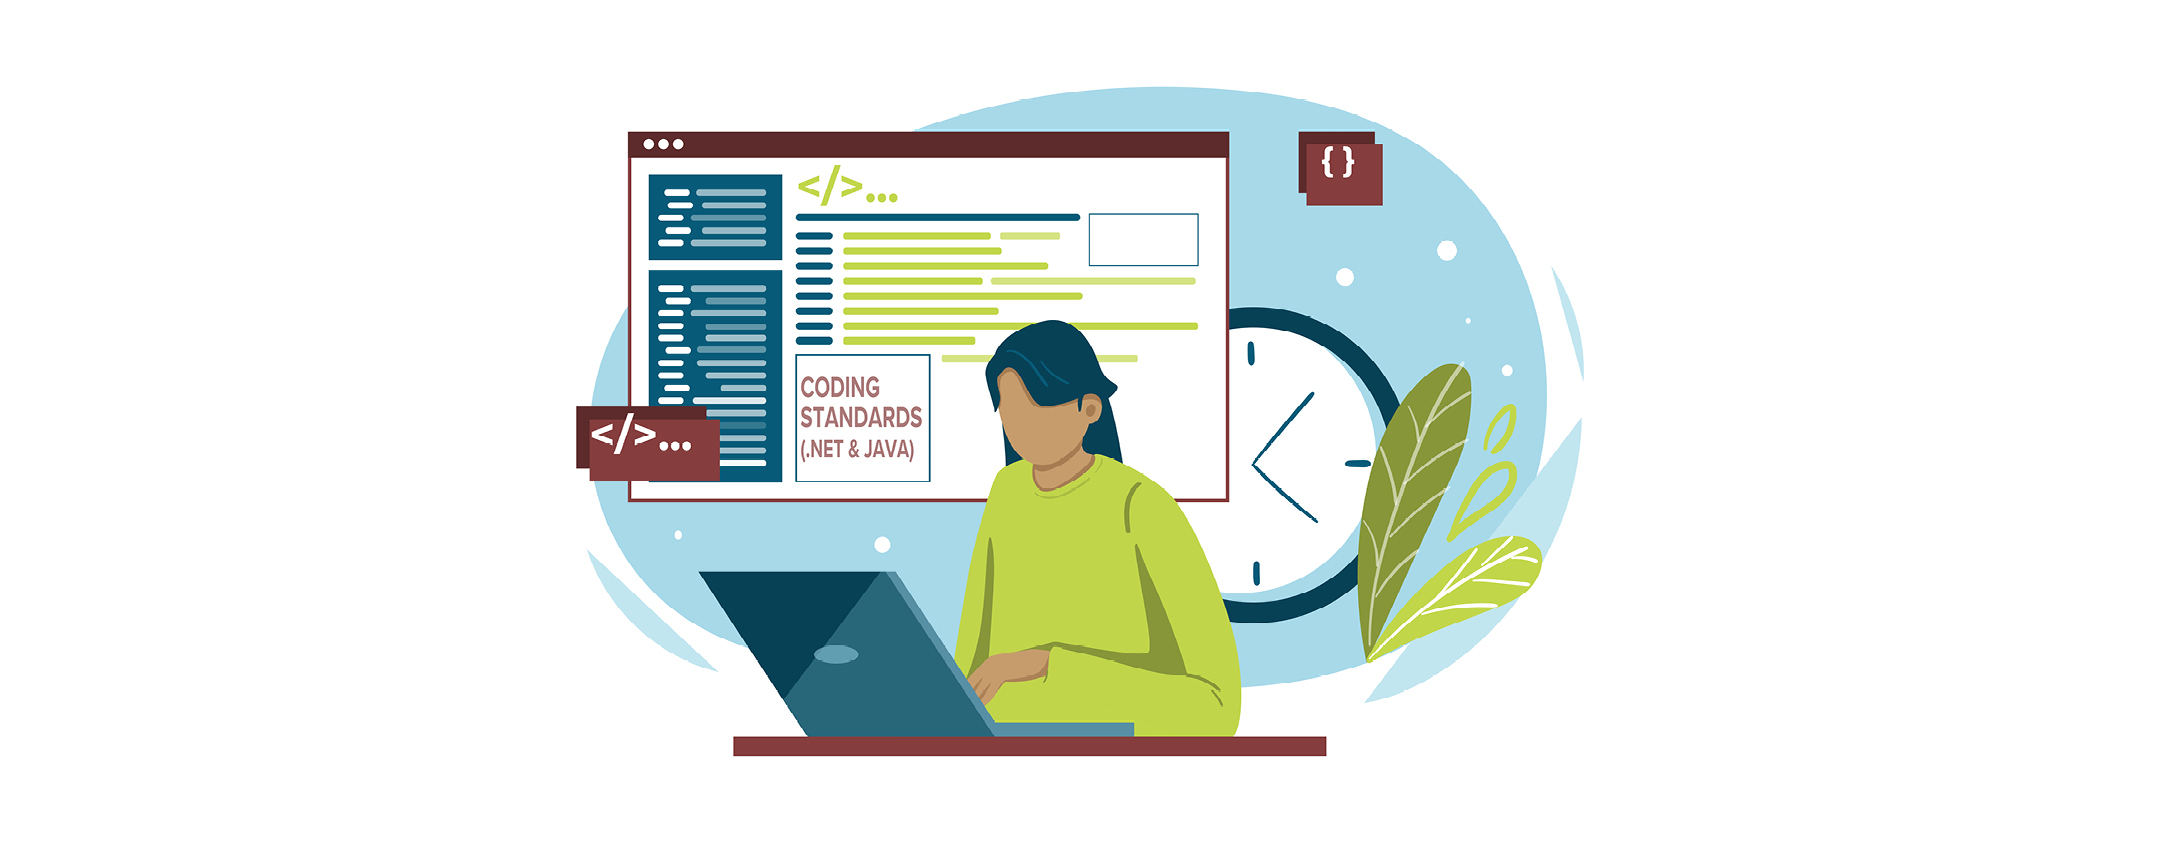 </>...
{ }
CODING
STANDARDS
(.NET & JAVA)
</>...